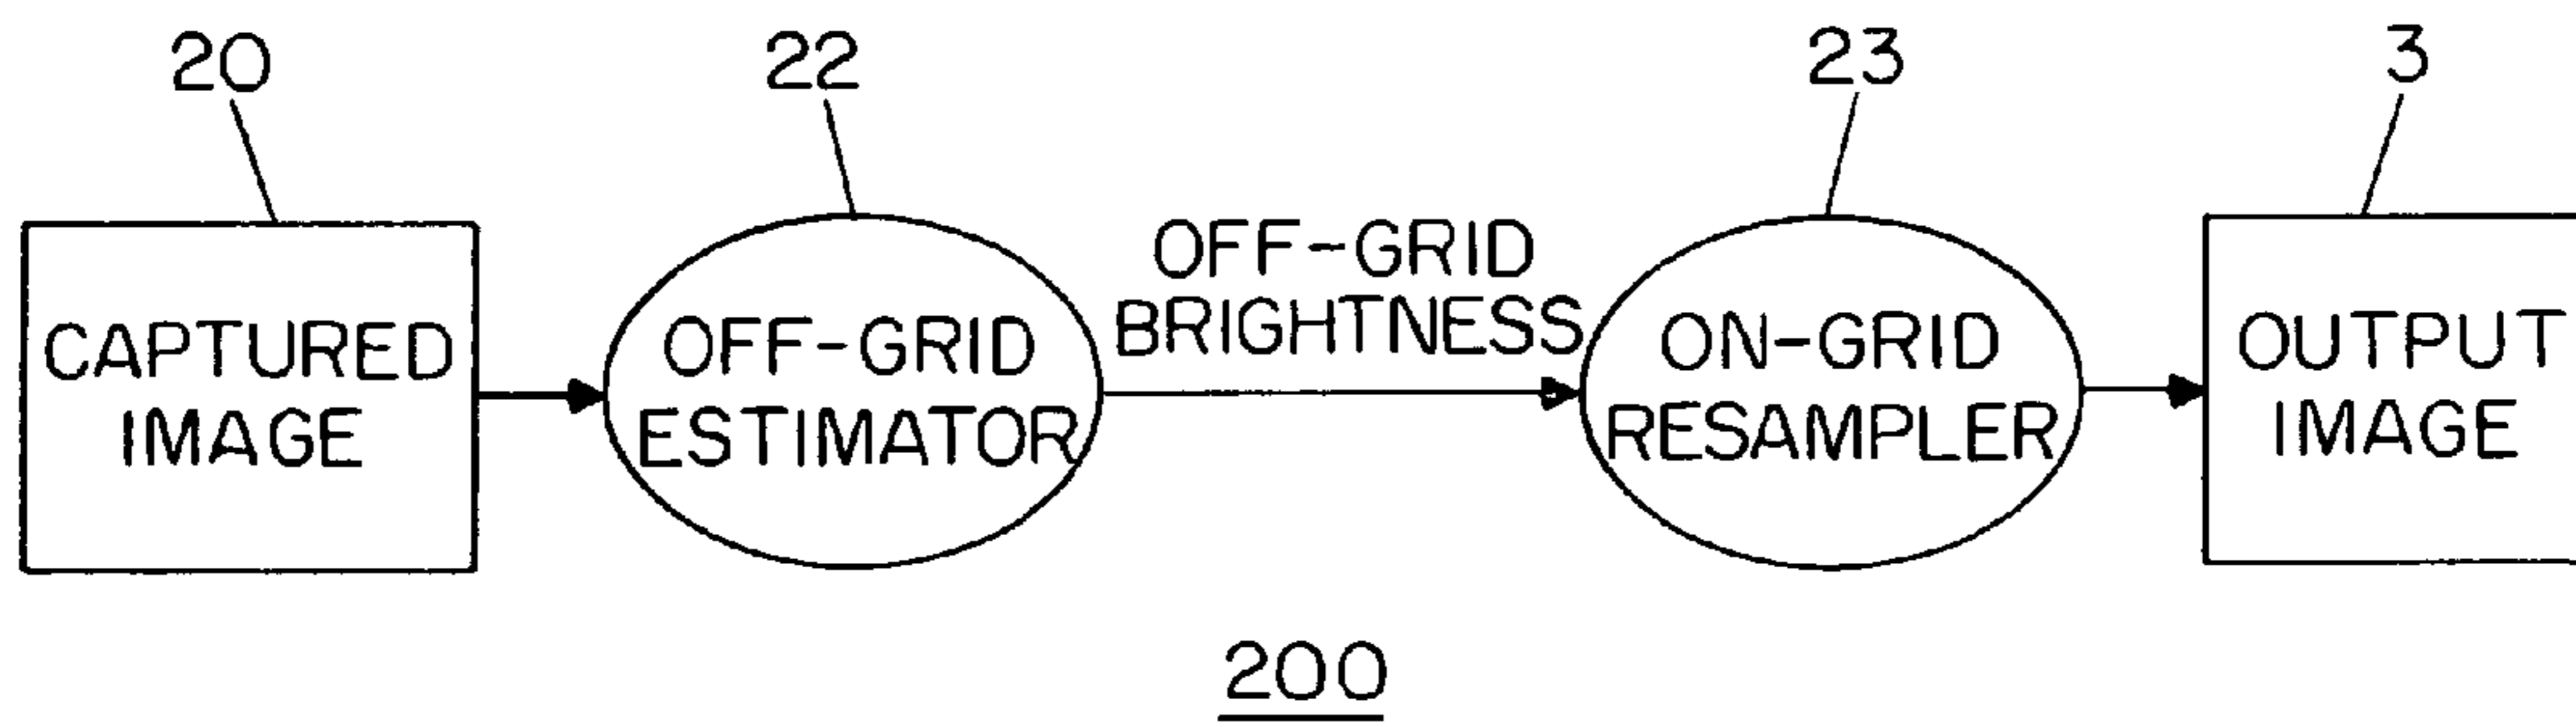 20
22
23
3
CAPTURED
IMAGE
OFF-GRID
ESTIMATOR
OFF-GRID
BRIGHTNESS
ON-GRID
RESAMPLER
OUTPUT
IMAGE
200